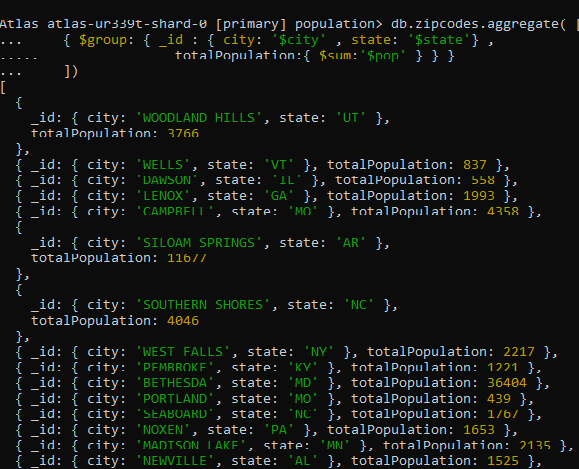 Atlas atlas-ur339t-shard-0 [primary] population> db.zipcodes.aggregate( [
...     { $group: { _id : { city: '$city' , state: '$state'} ,
.....                   totalPopulation:{ $sum:'$pop' } } }
...     ])
[
  {
    _id: { city: 'WOODLAND HILLS', state: 'UT' },
    totalPopulation: 3766
  },
  { _id: { city: 'WELLS', state: 'VT' }, totalPopulation: 837 },
  { _id: { city: 'DAWSON', state: 'IL' }, totalPopulation: 558 },
  { _id: { city: 'LENOX', state: 'GA' }, totalPopulation: 1993 },
  { _id: { city: 'CAMPBELL', state: 'MO' }, totalPopulation: 4358 },
  {
    _id: { city: 'SILOAM SPRINGS', state: 'AR' },
    totalPopulation: 11677
  },
  {
    _id: { city: 'SOUTHERN SHORES', state: 'NC' },
    totalPopulation: 4046
  },
  { _id: { city: 'WEST FALLS', state: 'NY' }, totalPopulation: 2217 },
  { _id: { city: 'PEMBROKE', state: 'KY' }, totalPopulation: 1221 },
  { _id: { city: 'BETHESDA', state: 'MD' }, totalPopulation: 36404 },
  { _id: { city: 'PORTLAND', state: 'MO' }, totalPopulation: 439 },
  { _id: { city: 'SEABOARD', state: 'NC' }, totalPopulation: 1767 },
  { _id: { city: 'NOXEN', state: 'PA' }, totalPopulation: 1653 },
  { _id: { city: 'MADISON LAKE', state: 'MN' }, totalPopulation: 2135 },
  { _id: { city: 'NEWVILLE', state: 'AL' }, totalPopulation: 1525 },